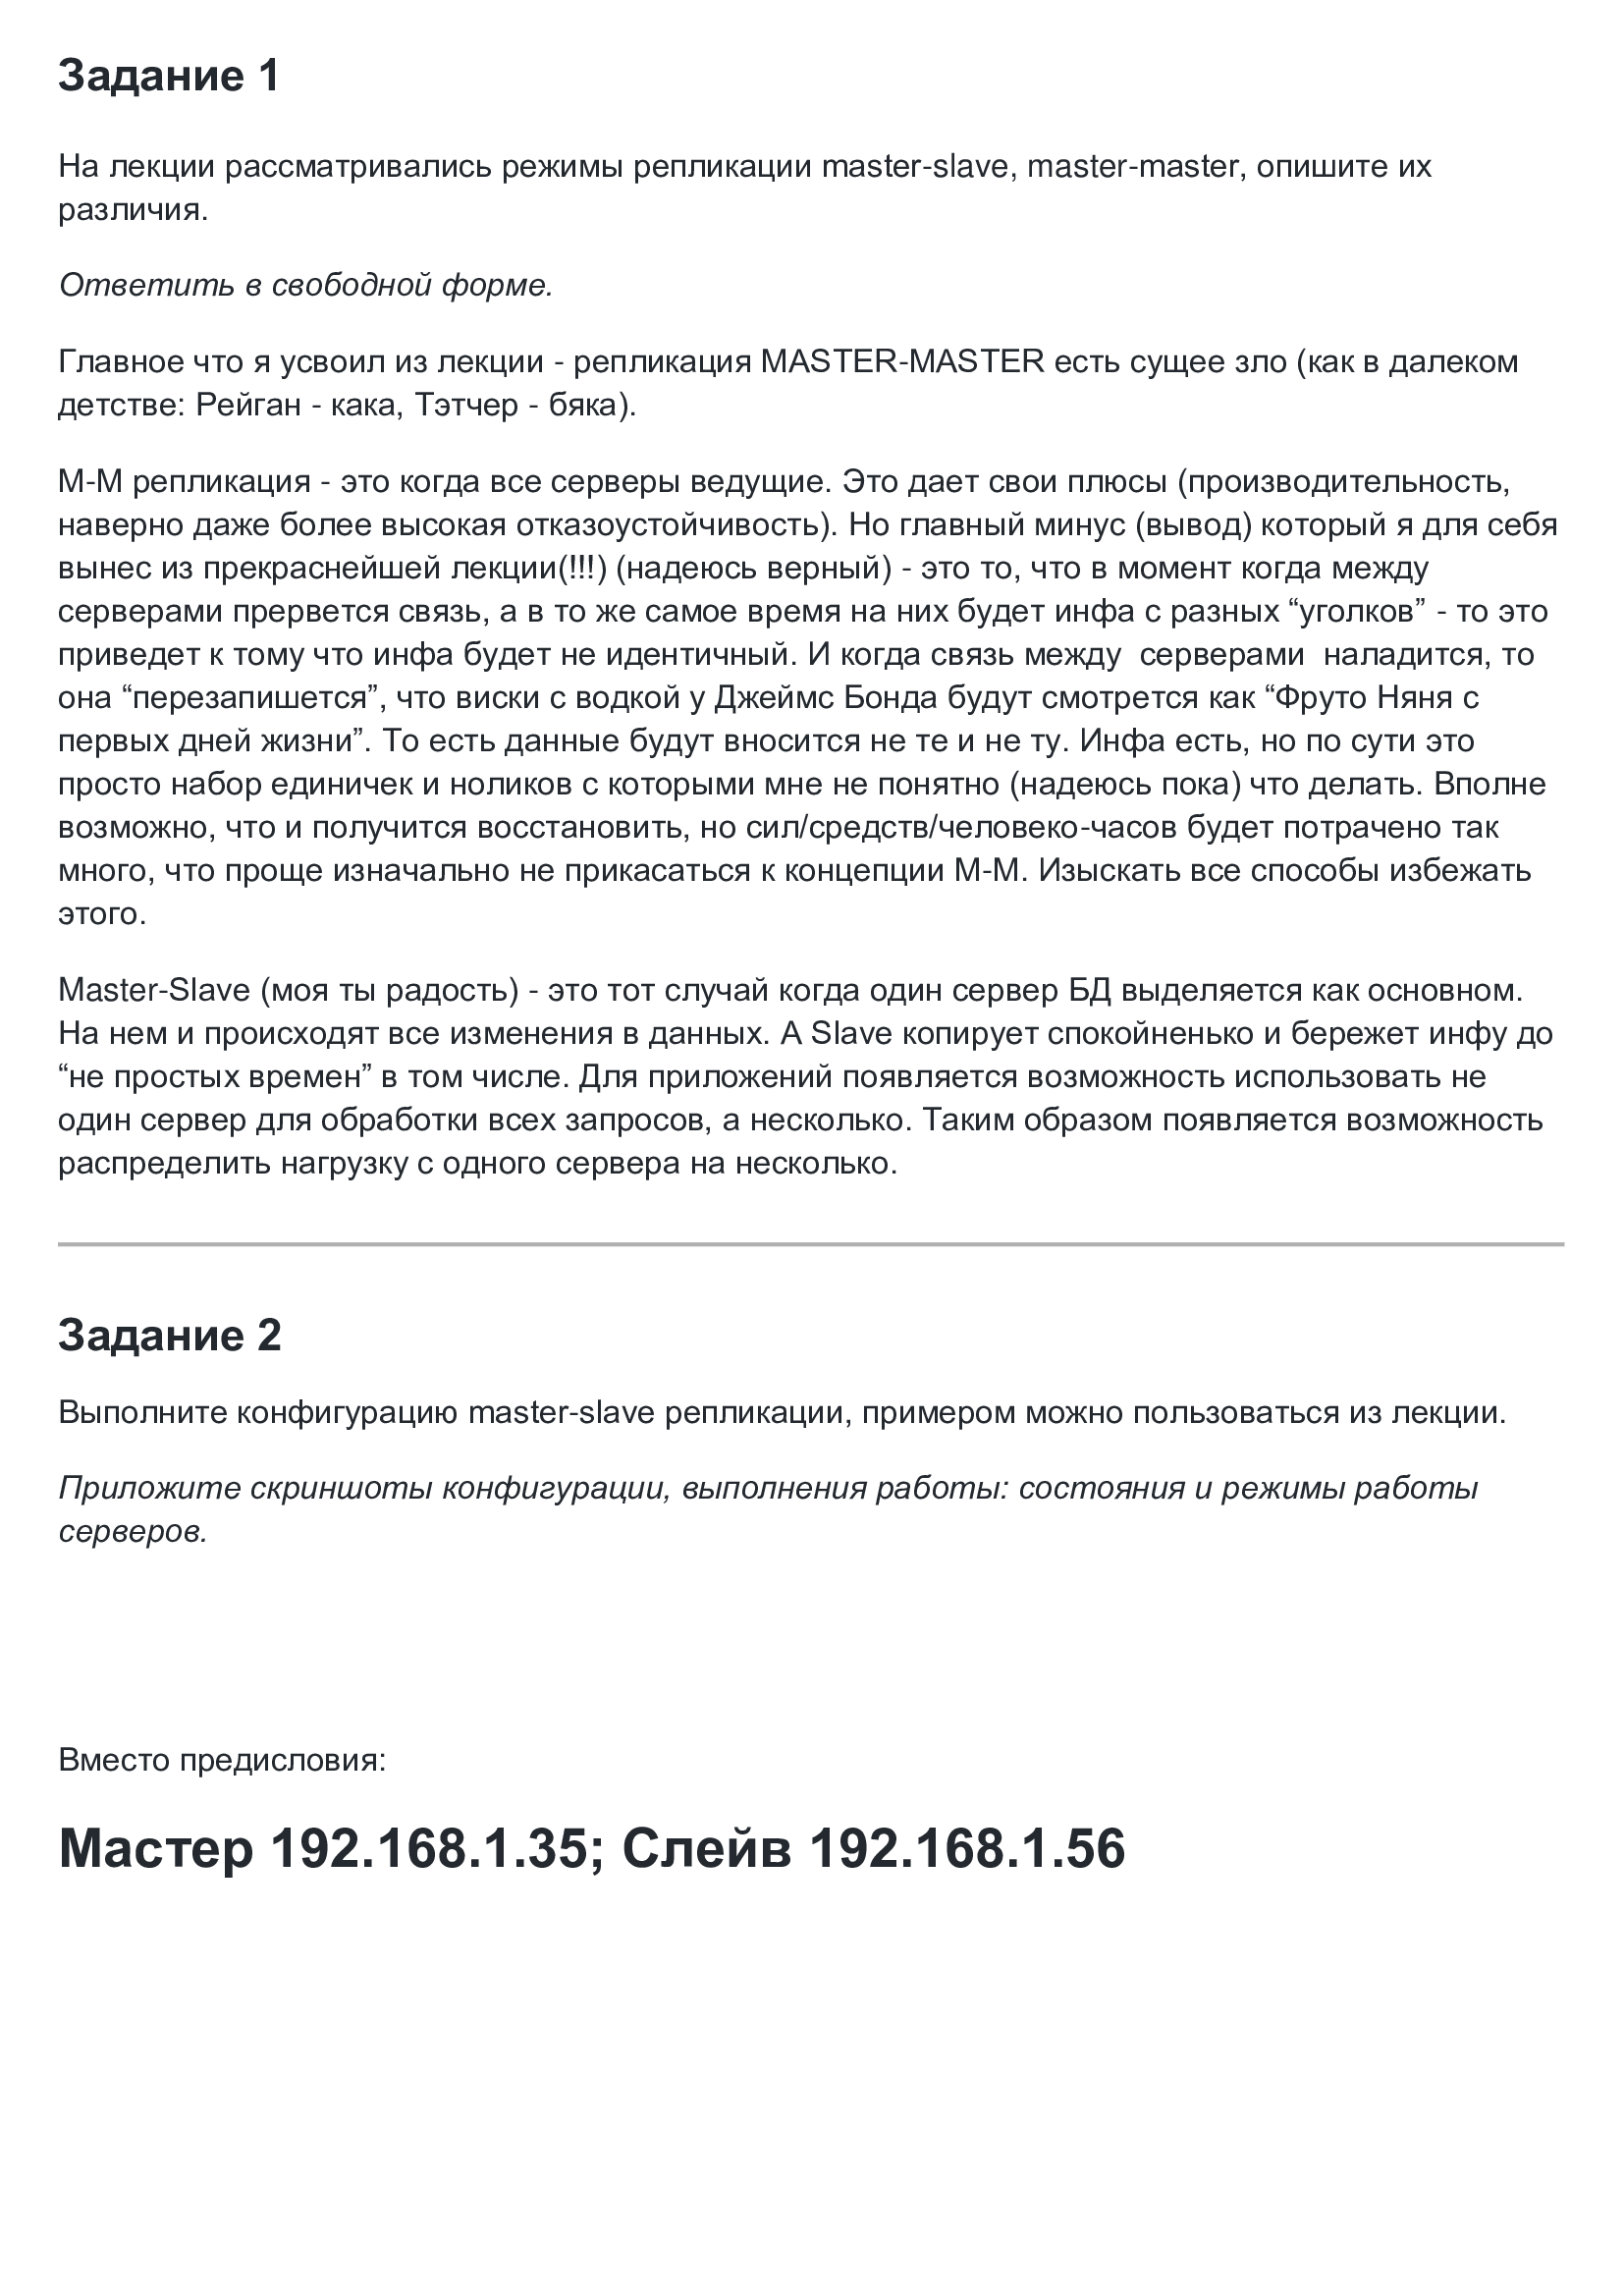 Задание 1
На лекции рассматривались режимы репликации master-slave, master-master, опишите их
различия.
Ответить в свободной форме.
Главное что я усвоил из лекции - репликация MASTER-MASTER есть сущее зло (как в далеком
детстве: Рейган - кака, Тэтчер - бяка).
М-М репликация - это когда все серверы ведущие. Это дает свои плюсы (производительность,
наверно даже более высокая отказоустойчивость). Но главный минус (вывод) который я для себя
вынес из прекраснейшей лекции(!!!) (надеюсь верный) - это то, что в момент когда между
серверами прервется связь, а в то же самое время на них будет инфа с разных “уголков” - то это
приведет к тому что инфа будет не идентичный. И когда связь между  серверами  наладится, то
она “перезапишется”, что виски с водкой у Джеймс Бонда будут смотрется как “Фруто Няня с
первых дней жизни”. То есть данные будут вносится не те и не ту. Инфа есть, но по сути это
просто набор единичек и ноликов с которыми мне не понятно (надеюсь пока) что делать. Вполне
возможно, что и получится восстановить, но сил/средств/человеко-часов будет потрачено так
много, что проще изначально не прикасаться к концепции М-М. Изыскать все способы избежать
этого.
Master-Slave (моя ты радость) - это тот случай когда один сервер БД выделяется как основном.
На нем и происходят все изменения в данных. А Slave копирует спокойненько и бережет инфу до
“не простых времен” в том числе. Для приложений появляется возможность использовать не
один сервер для обработки всех запросов, а несколько. Таким образом появляется возможность
распределить нагрузку с одного сервера на несколько.
Задание 2
Выполните конфигурацию master-slave репликации, примером можно пользоваться из лекции.
Приложите скриншоты конфигурации, выполнения работы: состояния и режимы работы
серверов.
Вместо предисловия:
Мастер 192.168.1.35; Слейв 192.168.1.56